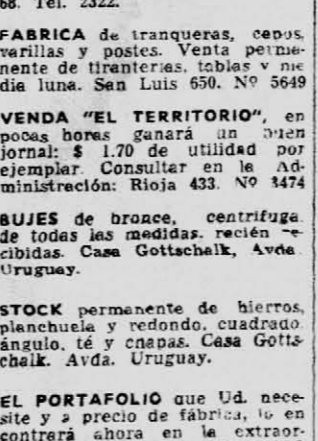 68. Tel. 2322.
FABRICA de tranqueras, cepos,
varillas y postes. Venta perma-
nente de tiranteries, tablas y me
dia luna. San Luis 650. Nº 5649
VENDA "EL TERRITORIO", en
pocas horas ganará un buen
jornal: $ 1.70 de utilidad por
ejemplar. Consultar en la Ad-
ministración: Rioja 433. Nº 3474
BUJES de bronce, centrifuga.
de todas las medidas. recién re-
cibidas. Casa Gottschalk, Avda.
Uruguay.
STOCK permanente de hierros,
planchuela y redondo, cuadrado
ángulo, té y chapas. Casa Gotts-
chalk. Avda. Uruguay.
EL PORTAFOLIO que Ud. nece-
site y a precio de fábrica, lo en
contrará ahora en la extraor-